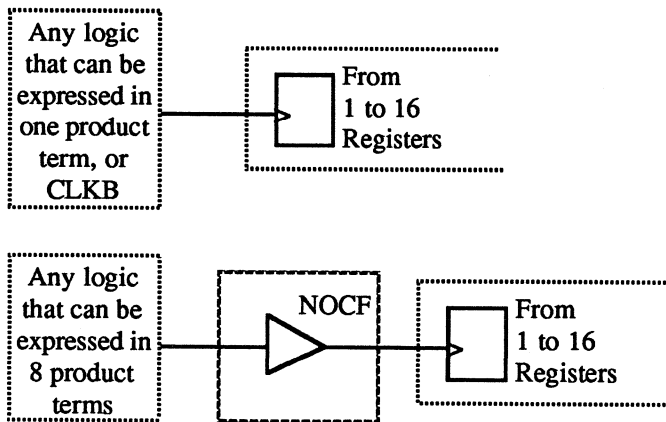 Any logic
that can be
expressed in
one product
term, or
CLKB
From
1 to 16
Registers
Any logic
that can be
expressed in
8 product
terms
NOCF
From
1 to 16
Registers